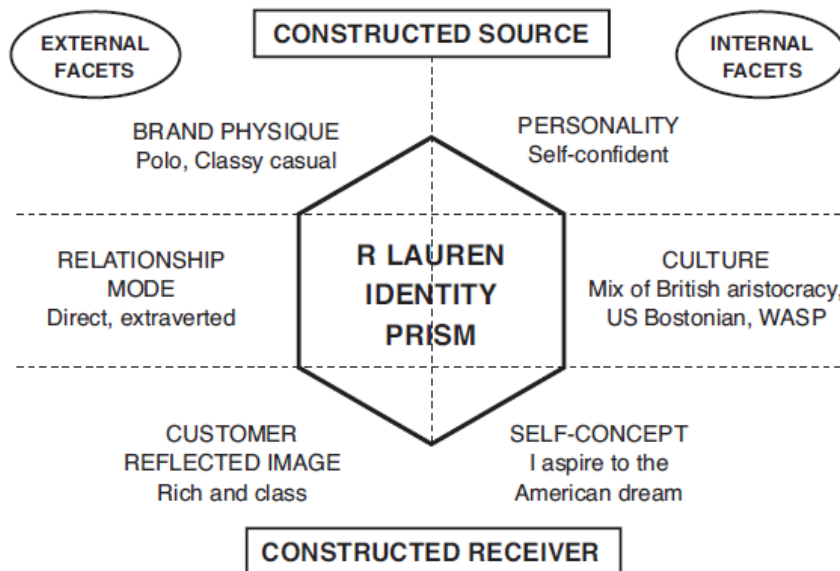 EXTERNAL
FACETS
CONSTRUCTED SOURCE
INTERNAL
FACETS
BRAND PHYSIQUE
Polo, Classy casual
PERSONALITY
Self-confident
RELATIONSHIP
MODE
Direct, extraverted
R LAUREN
IDENTITY
PRISM
CULTURE
Mix of British aristocracy,
US Bostonian, WASP
CUSTOMER
REFLECTED IMAGE
Rich and class
SELF-CONCEPT
I aspire to the
American dream
CONSTRUCTED RECEIVER